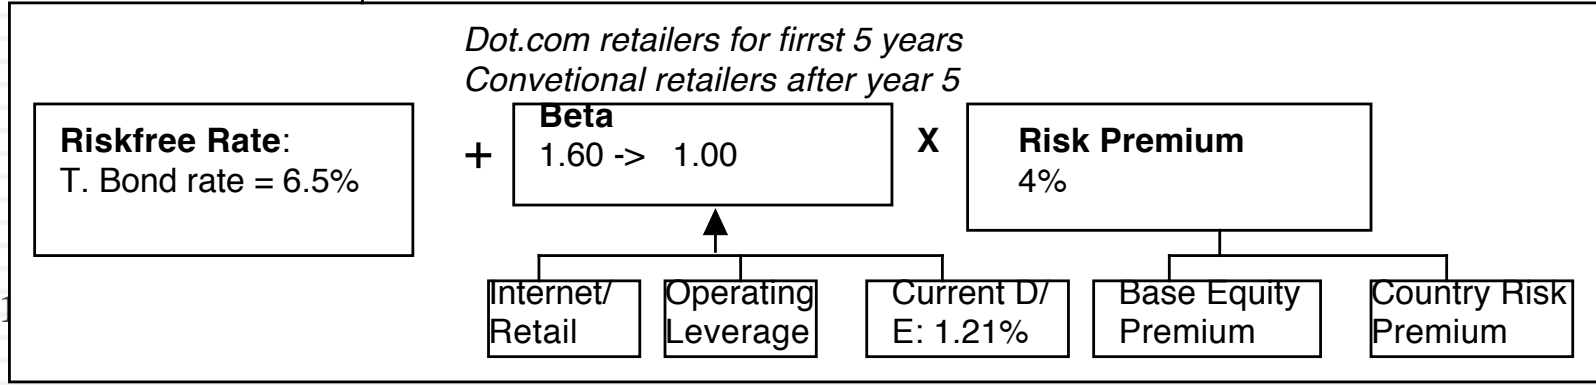 Dot.com retailers for firrst 5 years
Convetional retailers after year 5
Riskfree Rate:
T. Bond rate = 6.5%
+
Beta
1.60 -> 1.00
X
Risk Premium
4%
Internet/
Retail
Operating
Leverage
Current D/
E: 1.21%
Base Equity
Premium
Country Risk
Premium